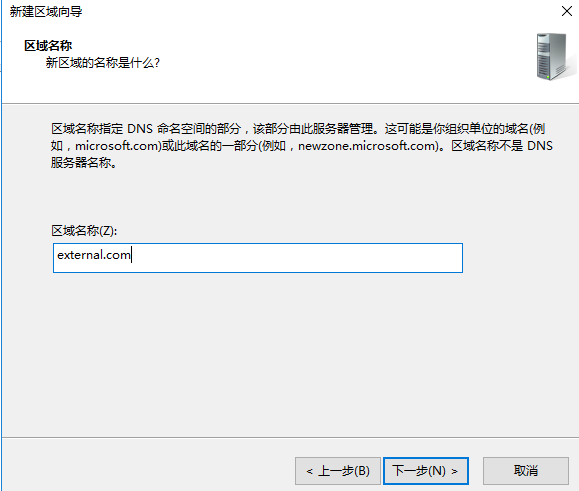 新建区域向导
区域名称
新区域的名称是什么?
区域名称指定 DNS 命名空间的部分，该部分由此服务器管理。这可能是你组织单位的域名(例
如，microsoft.com)或此域名的一部分(例如，newzone.microsoft.com)。区域名称不是 DNS
服务器名称。
区域名称(Z):
external.com
< 上一步(B)
下一步(N) >
取消